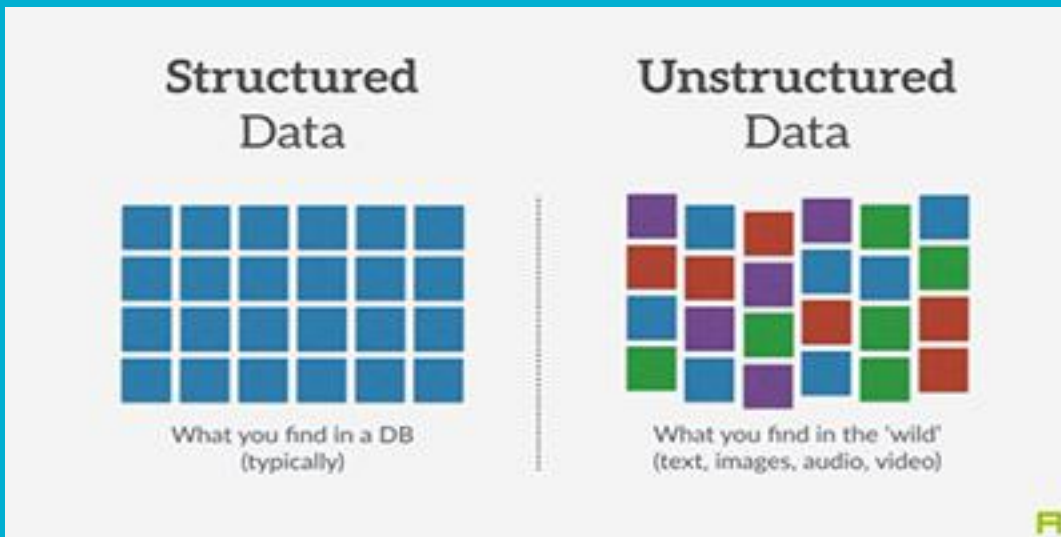 Structured
Data
What you find in a DB
(typically)
Unstructured
Data
What you find in the 'wild'
(text, images, audio, video)